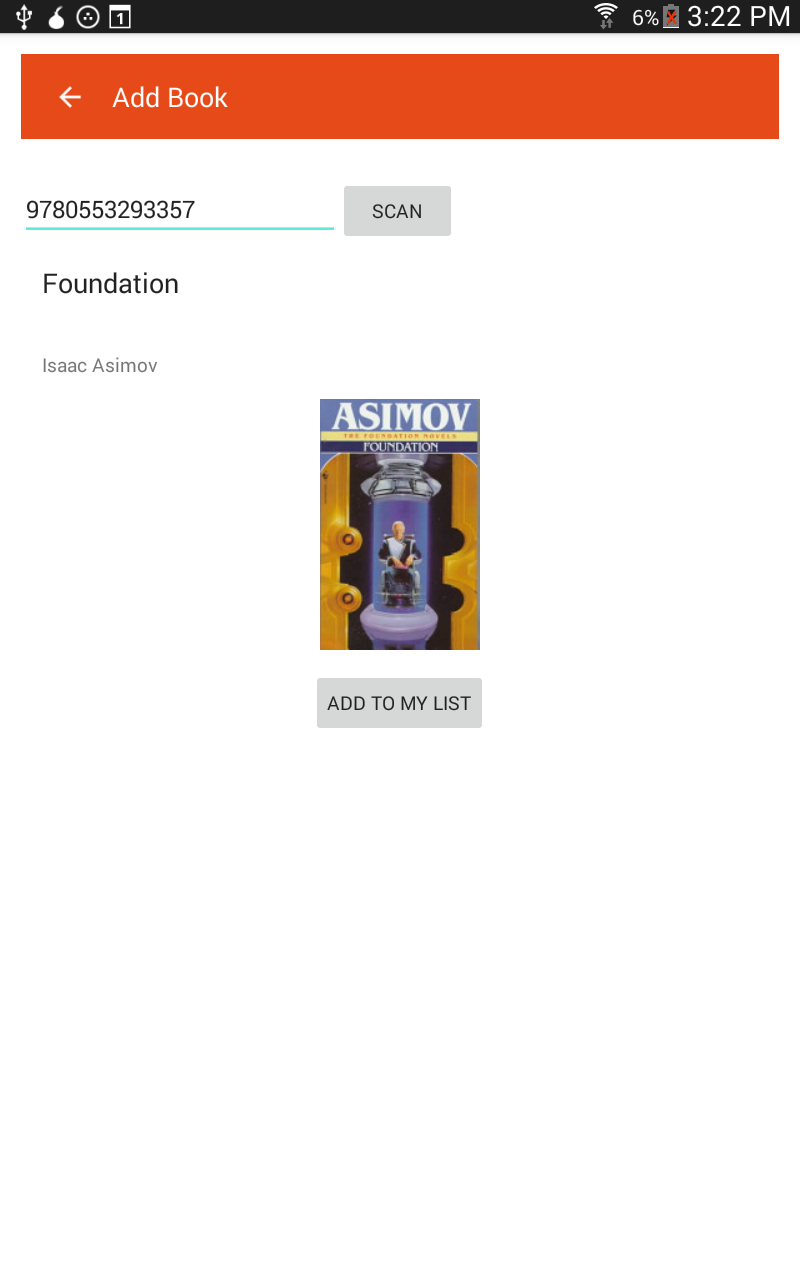 1
6%
3:22 PM
Add Book
9780553293357
SCAN
Foundation
Isaac Asimov
ASIMOV
THE FOUNDATION NOVELS
FOUNDATION
ADD TO MY LIST